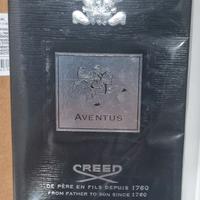 AVENTUS
CREED
DE PÈRE EN FILS DEPUIS 1760
FROM FATHER TO SON SINCE 1760